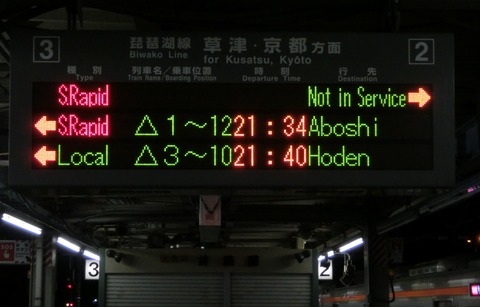 3 琵琶湖線 草津・京都方面 2
Biwako Line for Kusatsu, Kyōto
種別 列車名／乗車位置 時刻 行先
Type Train Name／Boarding Position Departure Time Destination
S.Rapid Not in Service →
← S.Rapid △1～12 21:34 Aboshi
← Local △3～10 21:40 Hoden
3 2